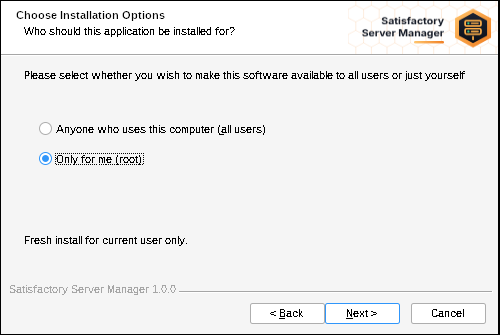 Choose Installation Options
Who should this application be installed for?
Satisfactory
Server Manager
Please select whether you wish to make this software available to all users or just yourself
Anyone who uses this computer (all users)
Only for me (root)
Fresh install for current user only.
Satisfactory Server Manager 1.0.0
< Back
Next >
Cancel